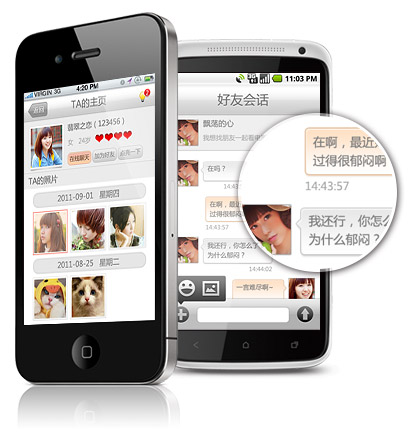 VIRGIN 3G
4:20 PM
返回
TA的主页
2
翡翠之恋（123456）
女 24岁
在线聊天
加为好友
TA的照片
2011-09-01 星期四
2011-08-25 星期二
11:03 PM
好友会话
飘荡的心
我想找朋友一起看
在吗？
在啊，最近
过得很郁闷
14:43:57
我还行，你怎么了
为什么郁闷？
14:44:02
一言难尽啊~
在啊，最近
过得很郁闷啊
14:43:57
我还行，你怎么
为什么郁闷？